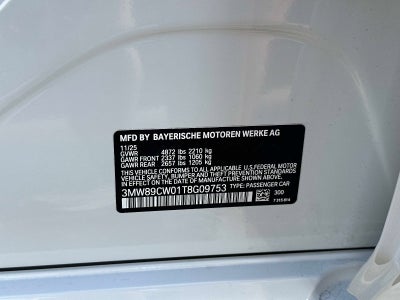 MFD BY BAYERISCHE MOTOREN WERKE AG
11/25
GVWR 4872 lbs 2210 kg
GAWR FRONT 2337 lbs 1060 kg
GAWR REAR 2657 lbs 1205 kg
THIS VEHICLE CONFORMS TO ALL APPLICABLE U.S.FEDERAL MOTOR
VEHICLE SAFETY, BUMPER, AND THEFT PREVENTION STANDARDS
IN EFFECT ON THE DATE OF MANUFACTURE SHOWN ABOVE.
3MW89CW01T8G09753 TYPE: PASSENGER CAR
300